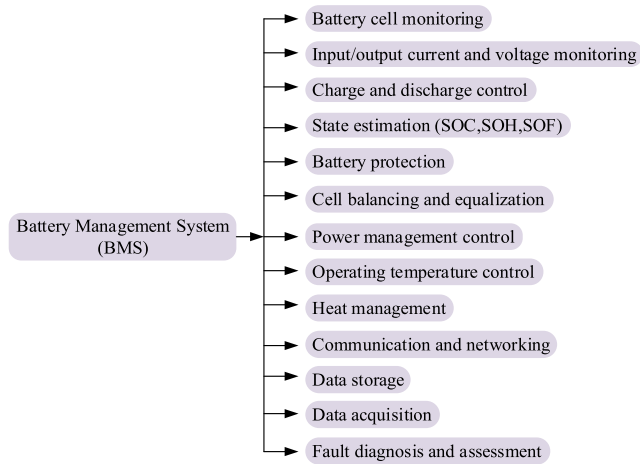 Battery cell monitoring
Input/output current and voltage monitoring
Charge and discharge control
State estimation (SOC,SOH,SOF)
Battery protection
Cell balancing and equalization
Battery Management System
(BMS)
Power management control
Operating temperature control
Heat management
Communication and networking
Data storage
Data acquisition
Fault diagnosis and assessment